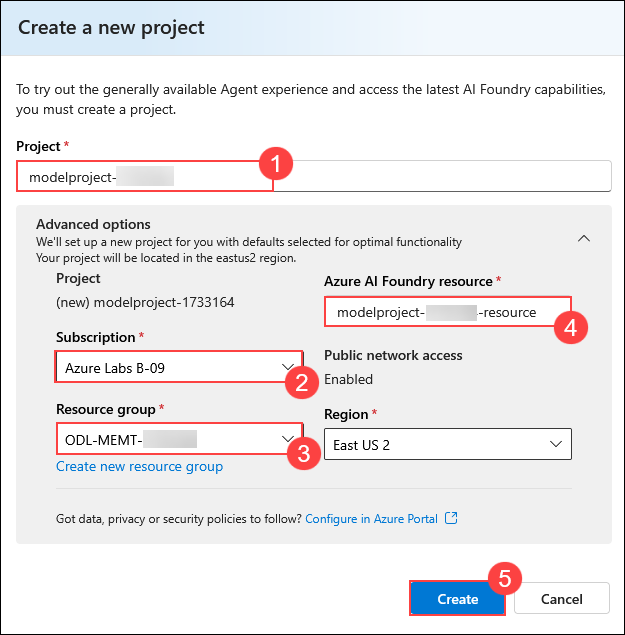 Create a new project
To try out the generally available Agent experience and access the latest AI Foundry capabilities,
you must create a project.
Project *
1
modelproject-
Advanced options
We'll set up a new project for you with defaults selected for optimal functionality
Your project will be located in the eastus2 region.
Project
(new) modelproject-1733164
Azure AI Foundry resource *
modelproject- -resource
4
Subscription *
Azure Labs B-09
2
Public network access
Enabled
Resource group *
ODL-MEMT-
3
Create new resource group
Region *
East US 2
Got data, privacy or security policies to follow? Configure in Azure Portal
5
Create
Cancel